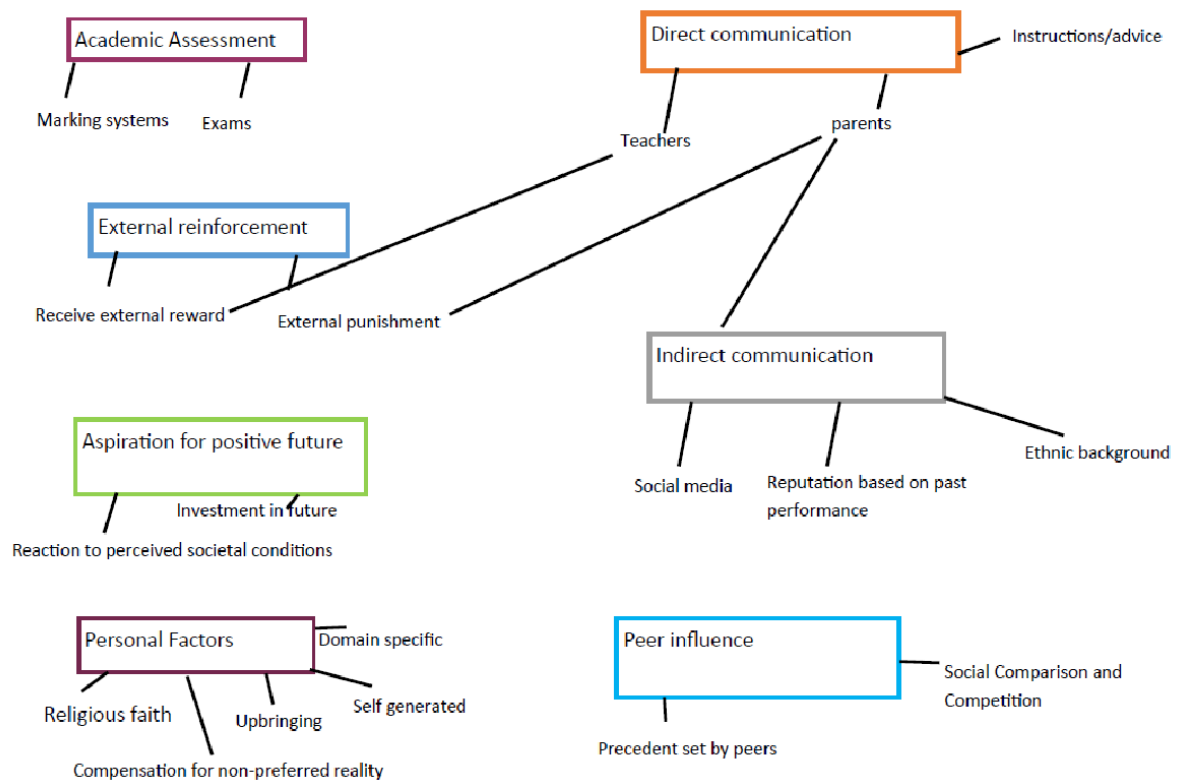 Academic Assessment
Marking systems
Exams
Direct communication
Instructions/advice
Teachers
parents
External reinforcement
Receive external reward
External punishment
Indirect communication
Social media
Reputation based on past
performance
Ethnic background
Aspiration for positive future
Investment in future
Reaction to perceived societal conditions
Personal Factors
Domain specific
Religious faith
Upbringing
Self generated
Compensation for non-preferred reality
Peer influence
Social Comparison and
Competition
Precedent set by peers